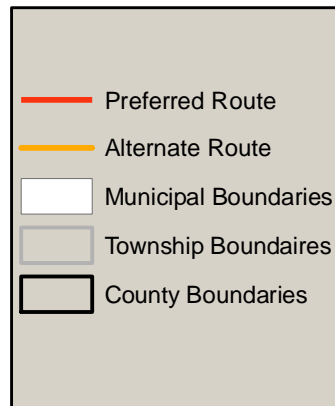 Preferred Route
Alternate Route
Municipal Boundaries
Township Boundaires
County Boundaries